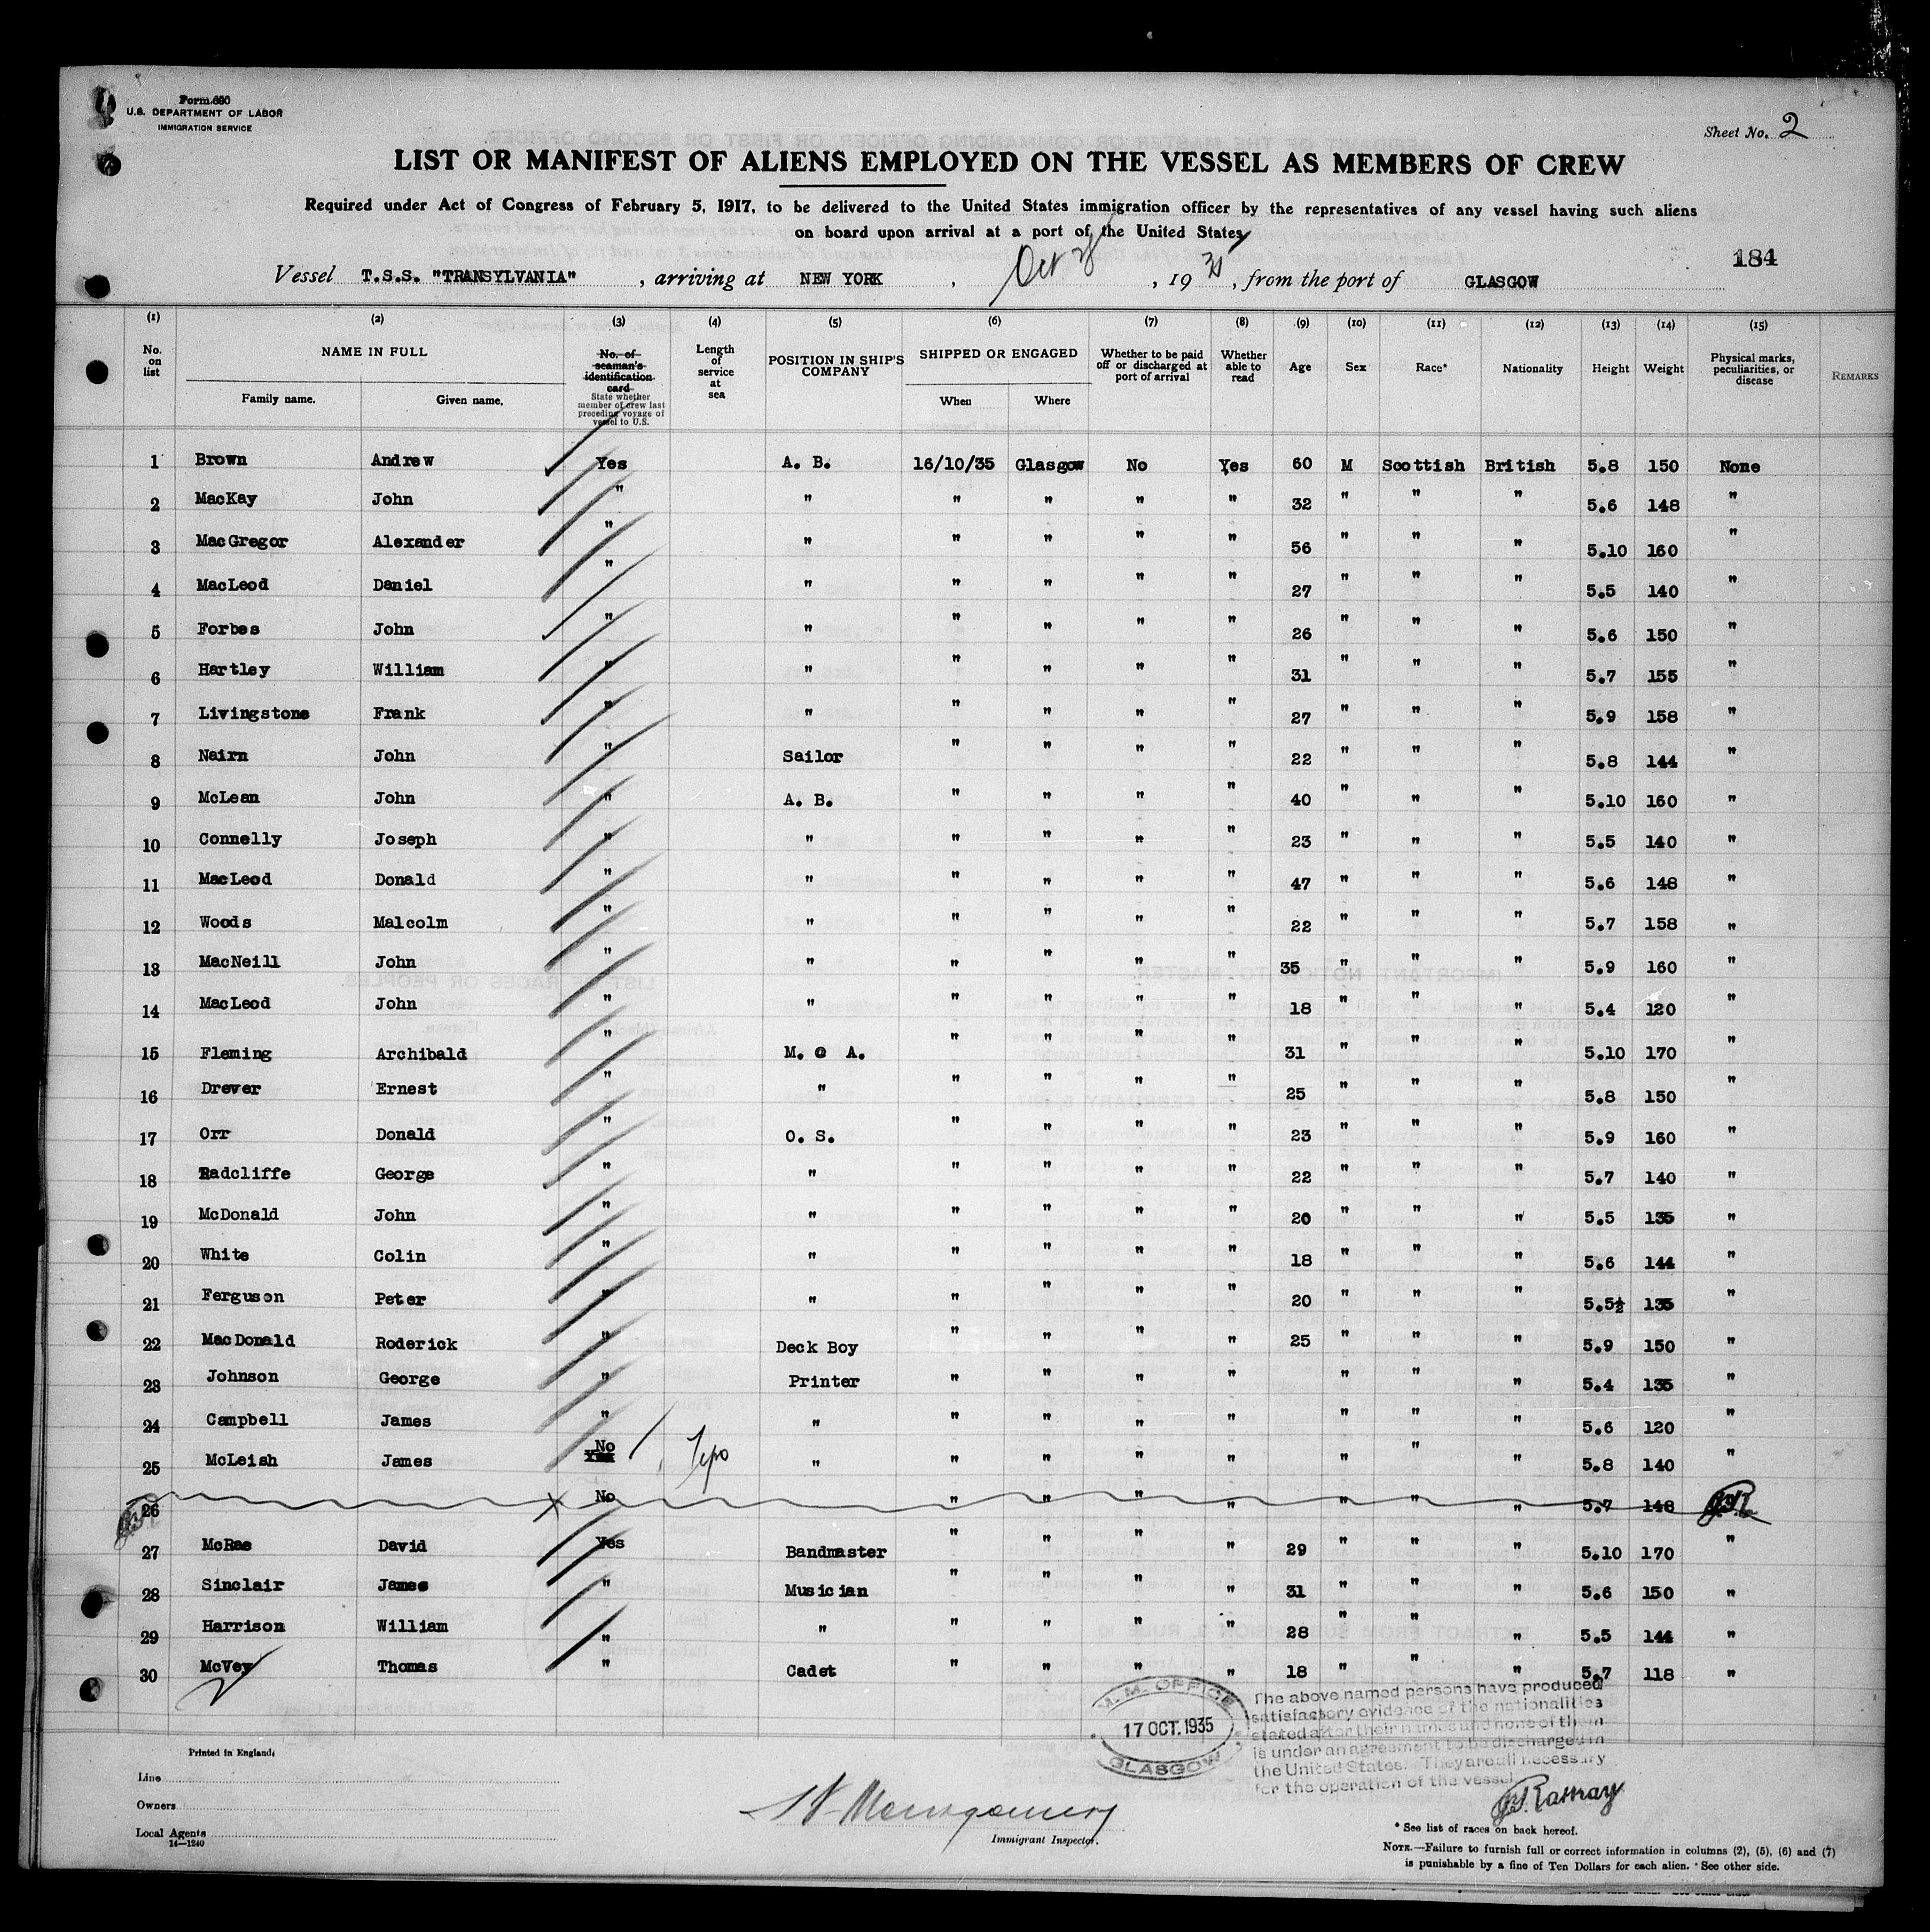 Form 680
U.S. DEPARTMENT OF LABOR
IMMIGRATION SERVICE
Sheet No. 2
LIST OR MANIFEST OF ALIENS EMPLOYED ON THE VESSEL AS MEMBERS OF CREW
Required under Act of Congress of February 5, 1917, to be delivered to the United States immigration officer by the representatives of any vessel having such aliens
on board upon arrival at a port of the United States
184
Vessel T.S.S. "TRANSYLVANIA", arriving at NEW YORK, Oct, 19 35, from the port of GLASGOW
(1) (2) (3) (4) (5) (6) (7) (8) (9) (10) (11) (12) (13) (14) (15)
No. on list
NAME IN FULL
Family name. Given name.
No. of seaman's identification card
State whether member of crew last preceding voyage of vessel to U.S.
Length of service at sea
POSITION IN SHIP'S COMPANY
SHIPPED OR ENGAGED
When Where
Whether to be paid off or discharged at port of arrival
Whether able to read
Age
Sex
Race*
Nationality
Height
Weight
Physical marks, peculiarities, or disease
REMARKS
1 Brown Andrew Yes A. B. 16/10/35 Glasgow No Yes 60 M Scottish British 5.8 150 None
2 MacKay John " " " " " " 32 " " " 5.6 148 "
3 MacGregor Alexander " " " " " " 56 " " " 5.10 160 "
4 MacLeod Daniel " " " " " " 27 " " " 5.5 140 "
5 Forbes John " " " " " " 26 " " " 5.6 150 "
6 Hartley William " " " " " " 31 " " " 5.7 155 "
7 Livingstone Frank " " " " " " 27 " " " 5.9 158 "
8 Nairn John " Sailor " " " " 22 " " " 5.8 144 "
9 McLean John " A. B. " " " " 40 " " " 5.10 160 "
10 Connelly Joseph " " " " " " 23 " " " 5.5 140 "
11 MacLeod Donald " " " " " " 47 " " " 5.6 148 "
12 Woods Malcolm " " " " " " 22 " " " 5.7 158 "
13 MacNeill John " " " " " " 35 " " " 5.9 160 "
14 MacLeod John " " " " " " 18 " " " 5.4 120 "
15 Fleming Archibald " M. @ A. " " " " 31 " " " 5.10 170 "
16 Drever Ernest " " " " " " 25 " " " 5.8 150 "
17 Orr Donald " O. S. " " " " 23 " " " 5.9 160 "
18 Radcliffe George " " " " " " 22 " " " 5.7 140 "
19 McDonald John " " " " " " 20 " " " 5.5 135 "
20 White Colin " " " " " " 18 " " " 5.6 144 "
21 Ferguson Peter " " " " " " 20 " " " 5.5½ 135 "
22 MacDonald Roderick " Deck Boy " " " " 25 " " " 5.9 150 "
23 Johnson George " Printer " " " " " " " 5.4 135 "
24 Campbell James " " " " " " " " " 5.6 120 "
25 McLeish James No Yes " " " " " " " " 5.8 140 "
26 No " " " " " " " 5.7 148
27 McRae David Yes Bandmaster " " " " 29 " " " 5.10 170 "
28 Sinclair James " Musician " " " " 31 " " " 5.6 150 "
29 Harrison William " " " " " " 28 " " " 5.5 144 "
30 McVey Thomas " Cadet " " " " 18 " " " 5.7 118 "
M. M. OFFICE
17 OCT. 1935
GLASGOW
The above named persons have produced
satisfactory evidence of the nationalities
stated after their names and none of them
is under an agreement to be discharged in
the United States. They are all necessary
for the operation of the vessel
Printed in England.
Line
Owners
Local Agents
14—1240
Montgomery
Immigrant Inspector.
Ramsay
* See list of races on back hereof.
NOTE.—Failure to furnish full or correct information in columns (2), (5), (6) and (7)
is punishable by a fine of Ten Dollars for each alien. See other side.